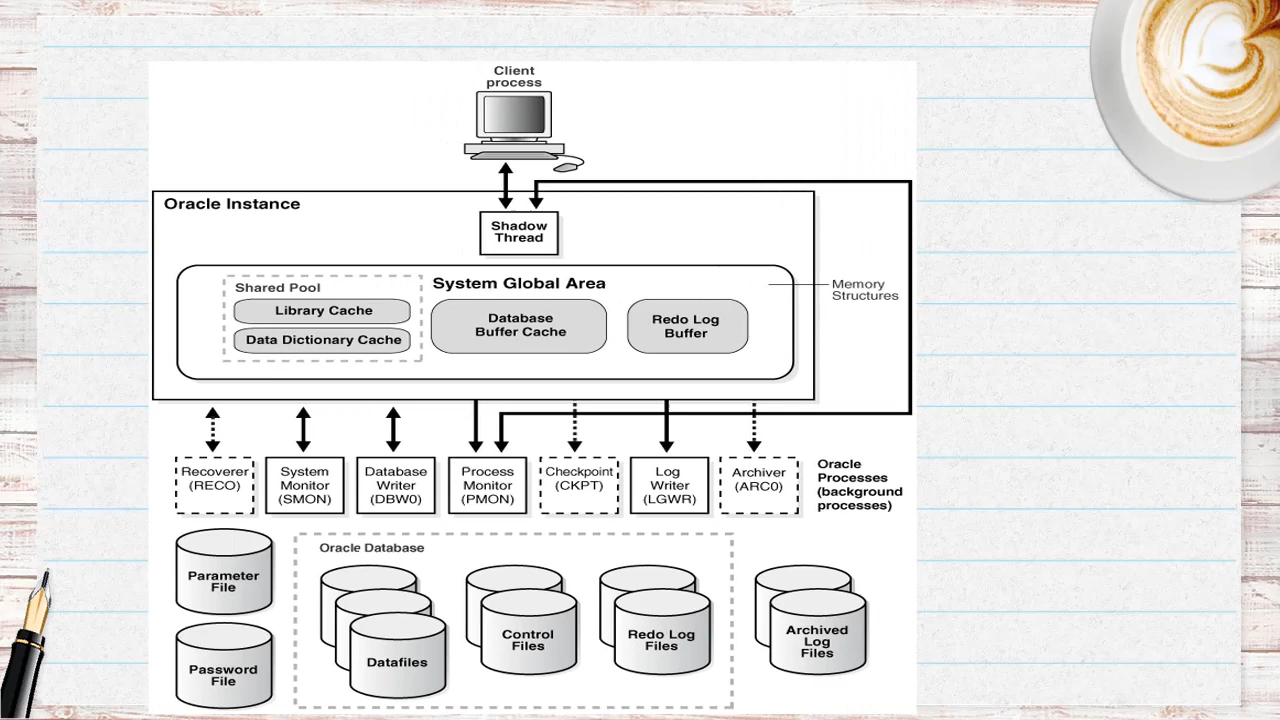 Client
process
Oracle Instance
Shadow
Thread
System Global Area
Shared Pool
Library Cache
Data Dictionary Cache
Database
Buffer Cache
Redo Log
Buffer
Memory
Structures
Recoverer
(RECO)
System
Monitor
(SMON)
Database
Writer
(DBW0)
Process
Monitor
(PMON)
Checkpoint
(CKPT)
Log
Writer
(LGWR)
Archiver
(ARC0)
Oracle
Processes
(background
processes)
Parameter
File
Password
File
Oracle Database
Datafiles
Control
Files
Redo Log
Files
Archived
Log
Files